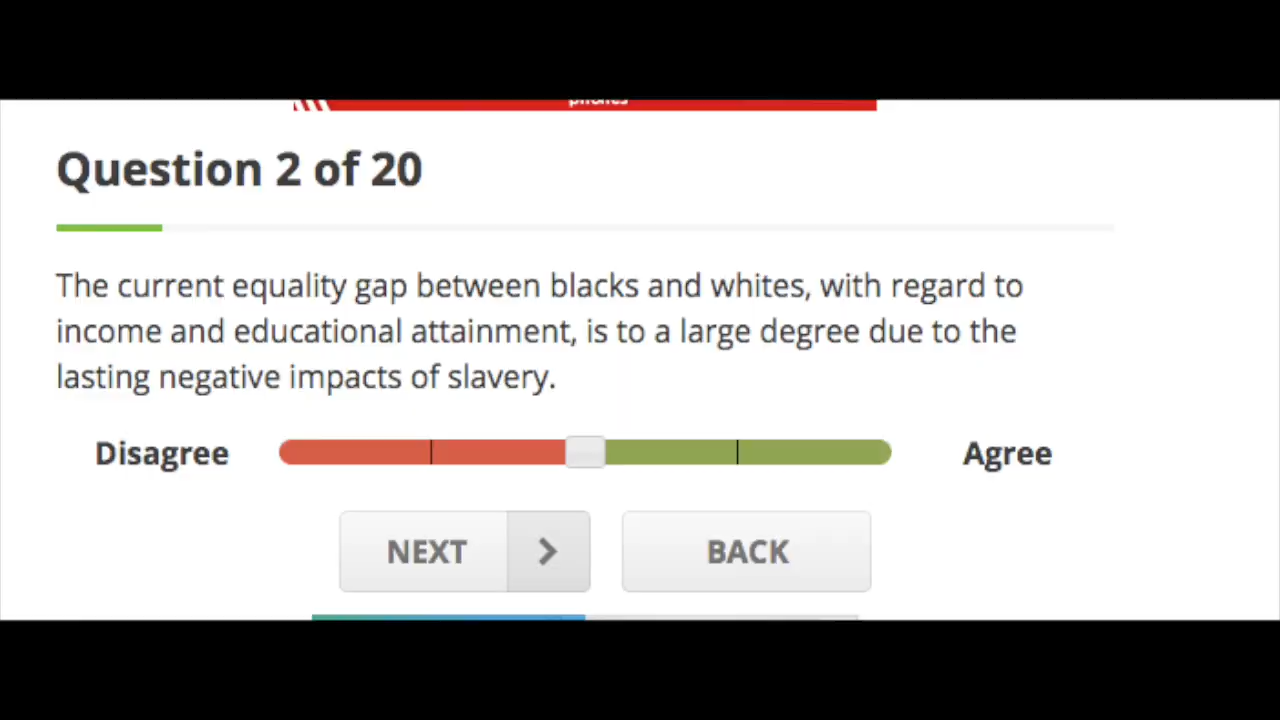 phones
Question 2 of 20
The current equality gap between blacks and whites, with regard to
income and educational attainment, is to a large degree due to the
lasting negative impacts of slavery.
Disagree Agree
NEXT BACK